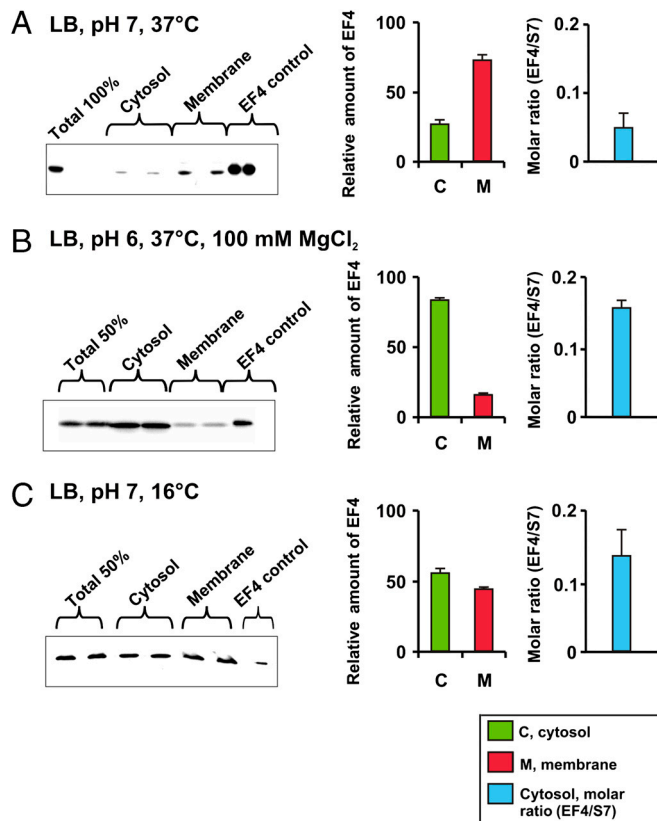 A LB, pH 7, 37°C
Total 100%
Cytosol
Membrane
EF4 control
Relative amount of EF4
100
50
0
C M
Molar ratio (EF4/S7)
0.2
0.1
0
B LB, pH 6, 37°C, 100 mM MgCl₂
Total 50%
Cytosol
Membrane
EF4 control
Relative amount of EF4
100
50
0
C M
Molar ratio (EF4/S7)
0.2
0.1
0
C LB, pH 7, 16°C
Total 50%
Cytosol
Membrane
EF4 control
Relative amount of EF4
100
50
0
C M
Molar ratio (EF4/S7)
0.2
0.1
0
C, cytosol
M, membrane
Cytosol, molar
ratio (EF4/S7)